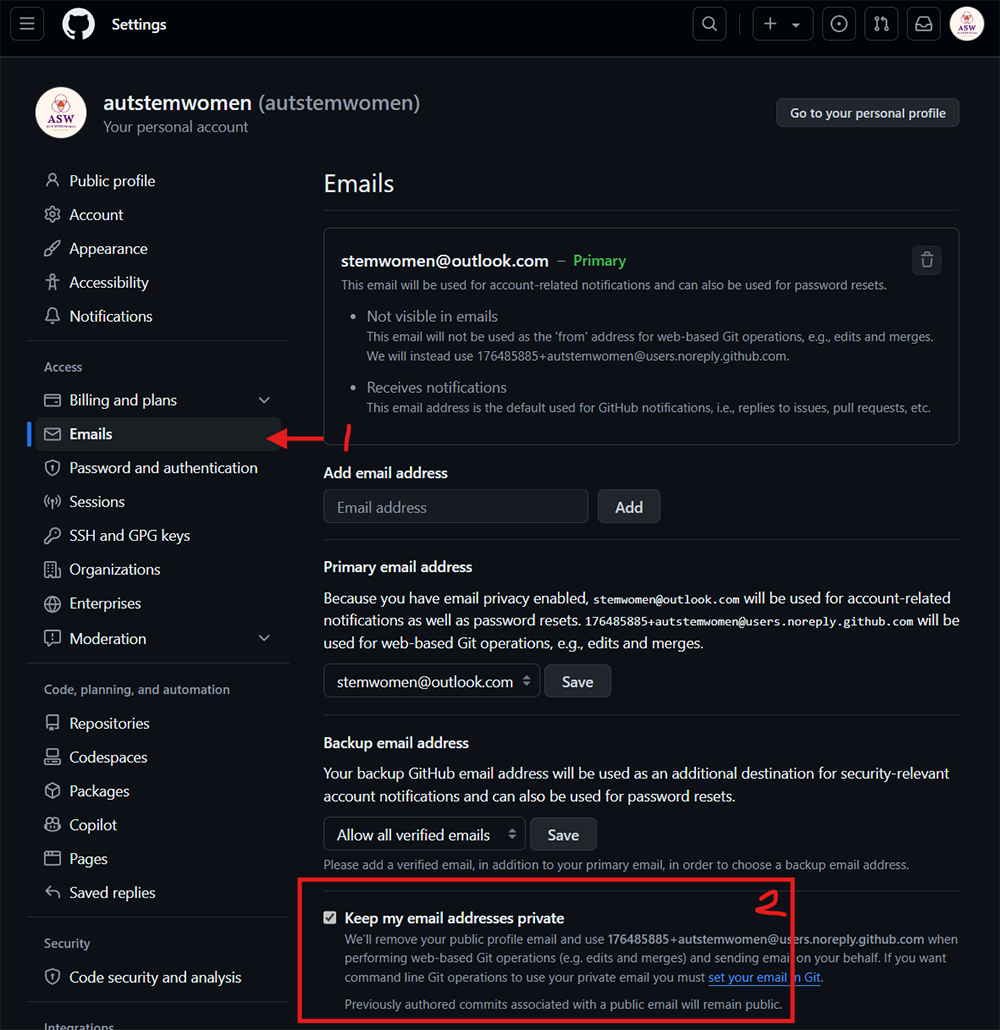 Settings
ASW
ASW
autstemwomen (autstemwomen)
Your personal account
Go to your personal profile
Public profile
Account
Appearance
Accessibility
Notifications
Access
Billing and plans
Emails
Password and authentication
Sessions
SSH and GPG keys
Organizations
Enterprises
Moderation
Code, planning, and automation
Repositories
Codespaces
Packages
Copilot
Pages
Saved replies
Security
Code security and analysis
Integrations
Emails
stemwomen@outlook.com – Primary
This email will be used for account-related notifications and can also be used for password resets.
• Not visible in emails
This email will not be used as the 'from' address for web-based Git operations, e.g., edits and merges.
We will instead use 176485885+autstemwomen@users.noreply.github.com.
• Receives notifications
This email address is the default used for GitHub notifications, i.e., replies to issues, pull requests, etc.
1
Add email address
Email address
Add
Primary email address
Because you have email privacy enabled, stemwomen@outlook.com will be used for account-related
notifications as well as password resets. 176485885+autstemwomen@users.noreply.github.com will be
used for web-based Git operations, e.g., edits and merges.
stemwomen@outlook.com
Save
Backup email address
Your backup GitHub email address will be used as an additional destination for security-relevant
account notifications and can also be used for password resets.
Allow all verified emails
Save
Please add a verified email, in addition to your primary email, in order to choose a backup email address.
2
Keep my email addresses private
We'll remove your public profile email and use 176485885+autstemwomen@users.noreply.github.com when
performing web-based Git operations (e.g. edits and merges) and sending email on your behalf. If you want
command line Git operations to use your private email you must set your email in Git.
Previously authored commits associated with a public email will remain public.